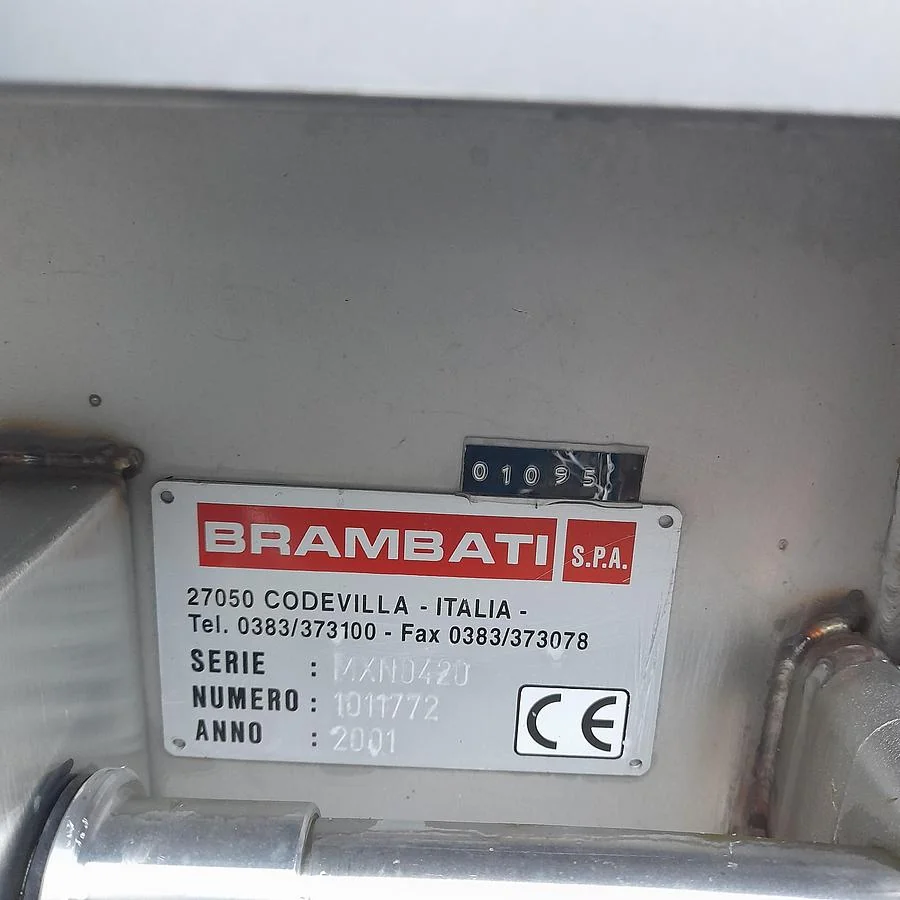 01095
BRAMBATI S.P.A.
27050 CODEVILLA - ITALIA -
Tel. 0383/373100 - Fax 0383/373078
SERIE : MXN0420
NUMERO : 1011772
ANNO : 2001
CE